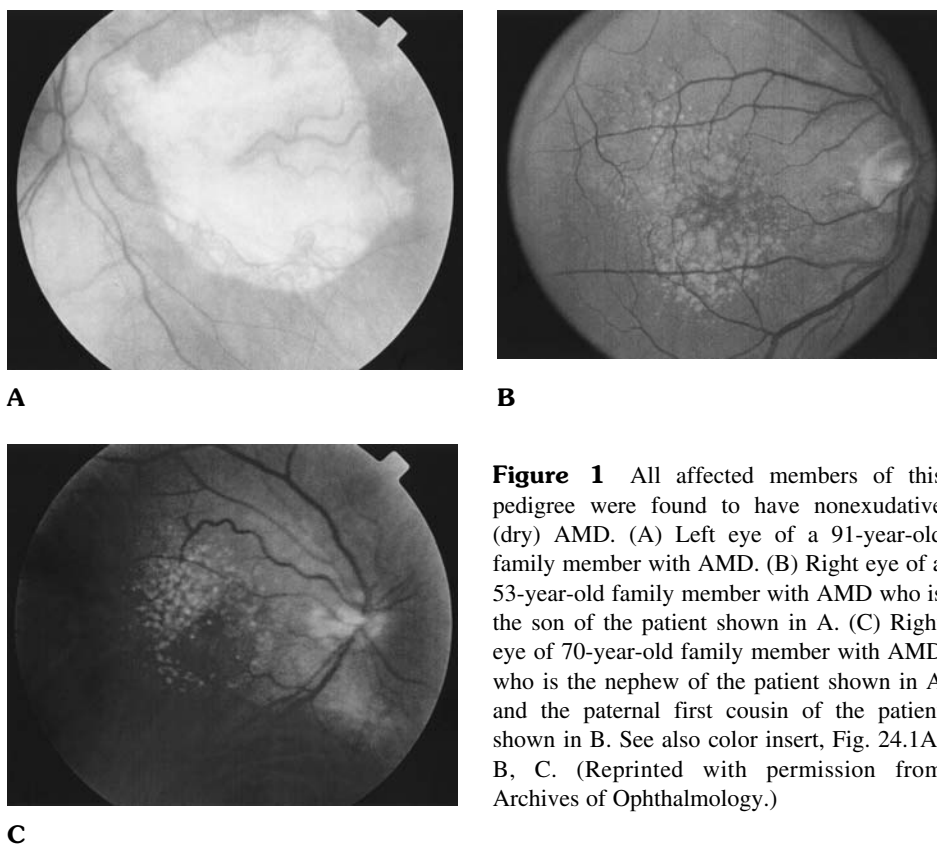 A
B
Figure 1 All affected members of this
pedigree were found to have nonexudative
(dry) AMD. (A) Left eye of a 91-year-old
family member with AMD. (B) Right eye of a
53-year-old family member with AMD who is
the son of the patient shown in A. (C) Righ
eye of 70-year-old family member with AMD
who is the nephew of the patient shown in A
and the paternal first cousin of the patien
shown in B. See also color insert, Fig. 24.1A
B, C. (Reprinted with permission from
Archives of Ophthalmology.)
C